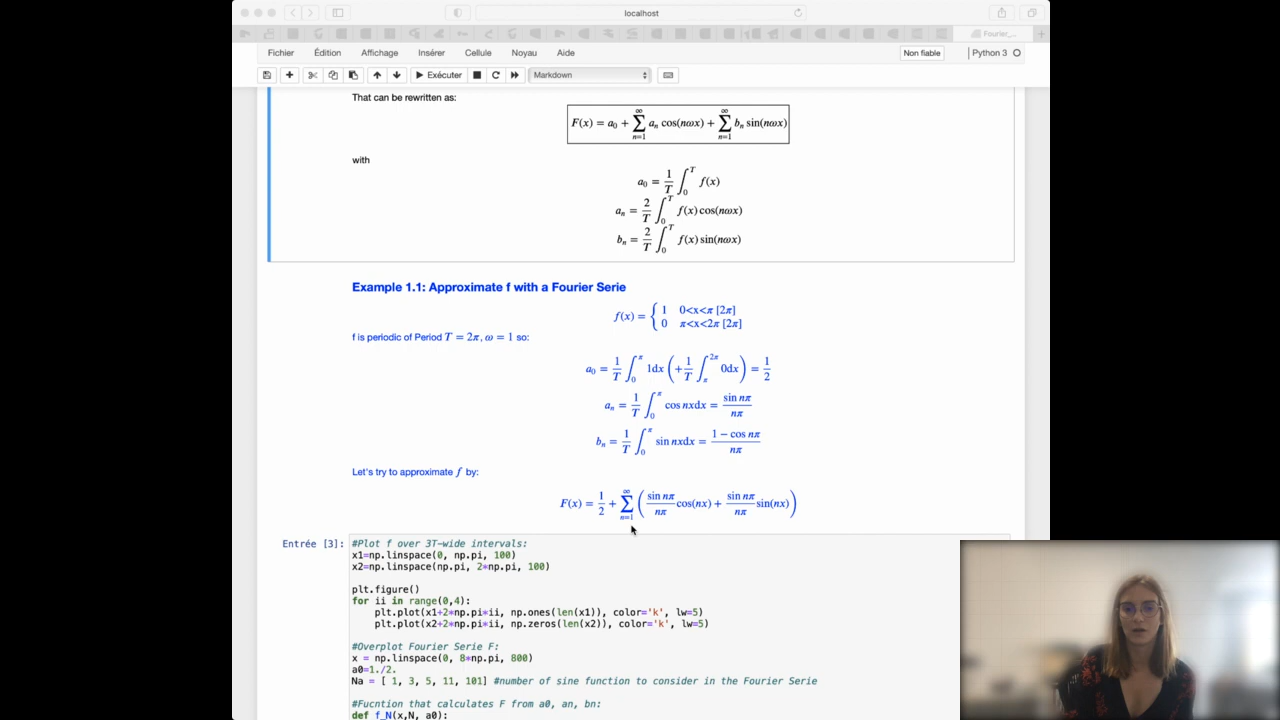 localhost
Fourier_...
Fichier Édition Affichage Insérer Cellule Noyau Aide Non fiable Python 3
Exécuter Markdown
That can be rewritten as:
F(x) = a₀ + ∑ₙ₌₁^∞ aₙ cos(nωx) + ∑ₙ₌₁^∞ bₙ sin(nωx)
with
a₀ = 1/T ∫₀^T f(x)
aₙ = 2/T ∫₀^T f(x) cos(nωx)
bₙ = 2/T ∫₀^T f(x) sin(nωx)
Example 1.1: Approximate f with a Fourier Serie
f(x) = { 1 0<x<π [2π]
0 π<x<2π [2π]
f is periodic of Period T = 2π, ω = 1 so:
a₀ = 1/T ∫₀^π 1dx (+ 1/T ∫_π^2π 0dx) = 1/2
aₙ = 1/T ∫₀^π cos nxdx = sin nπ / nπ
bₙ = 1/T ∫₀^π sin nxdx = 1 − cos nπ / nπ
Let's try to approximate f by:
F(x) = 1/2 + ∑ₙ₌₁^∞ ( sin nπ / nπ cos(nx) + sin nπ / nπ sin(nx) )
Entrée [3]: #Plot f over 3T-wide intervals:
x1=np.linspace(0, np.pi, 100)
x2=np.linspace(np.pi, 2*np.pi, 100)
plt.figure()
for ii in range(0,4):
plt.plot(x1+2*np.pi*ii, np.ones(len(x1)), color='k', lw=5)
plt.plot(x2+2*np.pi*ii, np.zeros(len(x2)), color='k', lw=5)
#Overplot Fourier Serie F:
x = np.linspace(0, 8*np.pi, 800)
a0=1./2.
Na = [ 1, 3, 5, 11, 101] #number of sine function to consider in the Fourier Serie
#Fucntion that calculates F from a0, an, bn:
def f_N(x,N, a0):